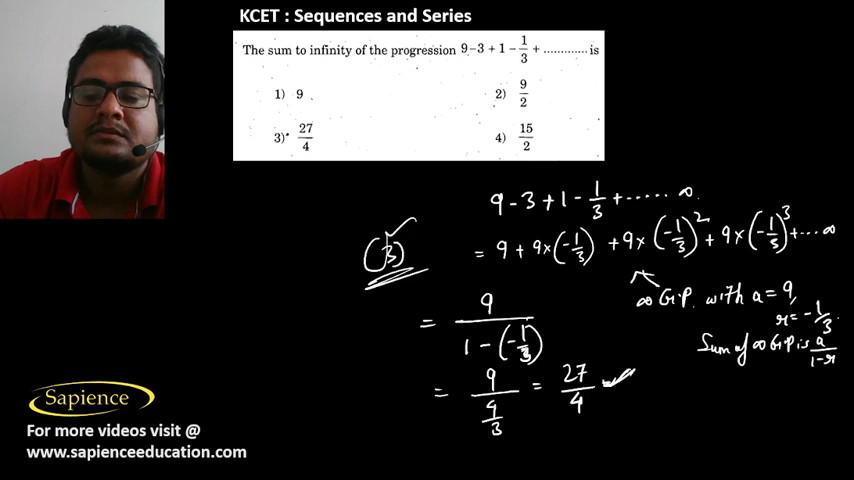 KCET : Sequences and Series
The sum to infinity of the progression 9-3+1-1/3+.............is
1) 9
2) 9/2
3) 27/4
4) 15/2
9-3+1-1/3+.....∞.
= 9+9×(-1/3)+9×(-1/3)^2+9×(-1/3)^3+...∞
(3)
∞ G.P. with a=9,
r=-1/3.
= 9/(1-(-1/3))
Sum of ∞ G.P is a/(1-r)
= 9/(4/3) = 27/4
Sapience
For more videos visit @
www.sapienceeducation.com